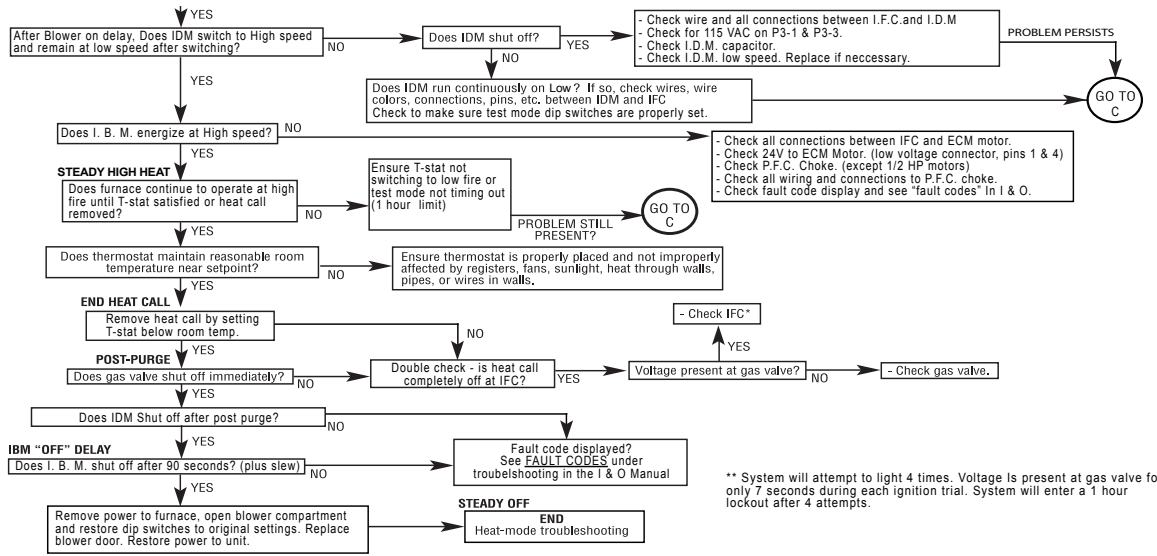 YES
After Blower on delay, Does IDM switch to High speed
and remain at low speed after switching?
NO
Does IDM shut off?
YES
- Check wire and all connections between I.F.C.and I.D.M
- Check for 115 VAC on P3-1 & P3-3.
- Check I.D.M. capacitor.
- Check I.D.M. low speed. Replace if neccessary.
PROBLEM PERSISTS
NO
YES
Does IDM run continuously on Low? If so, check wires, wire
colors, connections, pins, etc. between IDM and IFC
Check to make sure test mode dip switches are properly set.
GO TO
C
Does I. B. M. energize at High speed?
NO
YES
- Check all connections between IFC and ECM motor.
- Check 24V to ECM Motor. (low voltage connector, pins 1 & 4)
- Check P.F.C. Choke. (except 1/2 HP motors)
- Check all wiring and connections to P.F.C. choke.
- Check fault code display and see "fault codes" In I & O.
STEADY HIGH HEAT
Does furnace continue to operate at high
fire until T-stat satisfied or heat call
removed?
NO
Ensure T-stat not
switching to low fire or
test mode not timing out
(1 hour limit)
GO TO
C
PROBLEM STILL
PRESENT?
YES
Does thermostat maintain reasonable room
temperature near setpoint?
NO
Ensure thermostat is properly placed and not improperly
affected by registers, fans, sunlight, heat through walls,
pipes, or wires in walls.
YES
END HEAT CALL
Remove heat call by setting
T-stat below room temp.
NO
- Check IFC*
YES
YES
POST-PURGE
Does gas valve shut off immediately?
NO
Double check - is heat call
completely off at IFC?
YES
Voltage present at gas valve?
NO
- Check gas valve.
YES
Does IDM Shut off after post purge?
NO
YES
IBM "OFF" DELAY
Does I. B. M. shut off after 90 seconds? (plus slew)
NO
Fault code displayed?
See FAULT CODES under
troubelshooting in the I & O Manual
YES
** System will attempt to light 4 times. Voltage Is present at gas valve fo
only 7 seconds during each ignition trial. System will enter a 1 hour
lockout after 4 attempts.
Remove power to furnace, open blower compartment
and restore dip switches to original settings. Replace
blower door. Restore power to unit.
STEADY OFF
END
Heat-mode troubleshooting